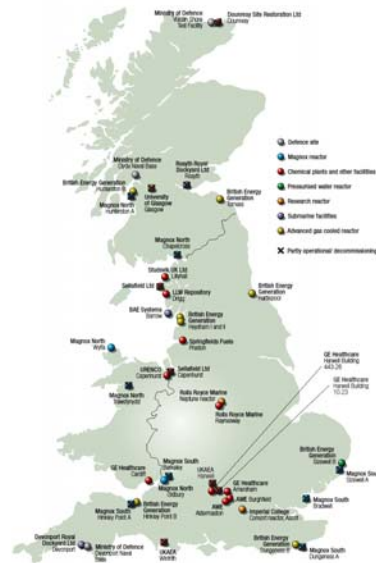 Ministry of Defence
Vulcan Shore
Test Facility
Dounreay Site Restoration Ltd
Dounreay
Defence site
Magnox reactor
Chemical plants and other facilities
Pressurised water reactor
Research reactor
Submarine facilities
Advanced gas cooled reactor
Partly operational/ decommissioning
Ministry of Defence
Clyde Naval Base
Rosyth Royal
Dockyard Ltd
Rosyth
British Energy Generation
Hunterston B
Magnox North
Hunterston A
University
of Glasgow
Glasgow
British Energy
Generation
Torness
Magnox North
Chapelcross
Studsvik UK Ltd
Lillyhall
Sellafield Ltd
LLW Repository
Drigg
BAE Systems
Barrow
British
Energy
Generation
Heysham I and II
British Energy
Generation
Hartlepool
Springfields Fuels
Preston
Magnox North
Wylfa
URENCO
Capenhurst
Sellafield Ltd
Capenhurst
Magnox North
Trawsfynydd
Rolls Royce Marine
Neptune reactor
Rolls Royce Marine
Raynesway
GE Healthcare
Harwell Building
443.26
GE Healthcare
Harwell Building
10.23
British Energy
Generation
Sizewell B
Magnox South
Sizewell A
Magnox South
Berkeley
GE Healthcare
Cardiff
Magnox North
Oldbury
UKAEA
Harwell
GE Healthcare
Amersham
AWE Burghfield
AWE
Aldermaston
Magnox South
Bradwell
Magnox South
Hinkley Point A
British Energy
Generation
Hinkley Point B
Imperial College
Consort reactor, Ascot
Devonport Royal
Dockyard Ltd
Devonport
Ministry of Defence
Devonport Naval
Base
UKAEA
Winfrith
British Energy
Generation
Dungeness B
Magnox South
Dungeness A